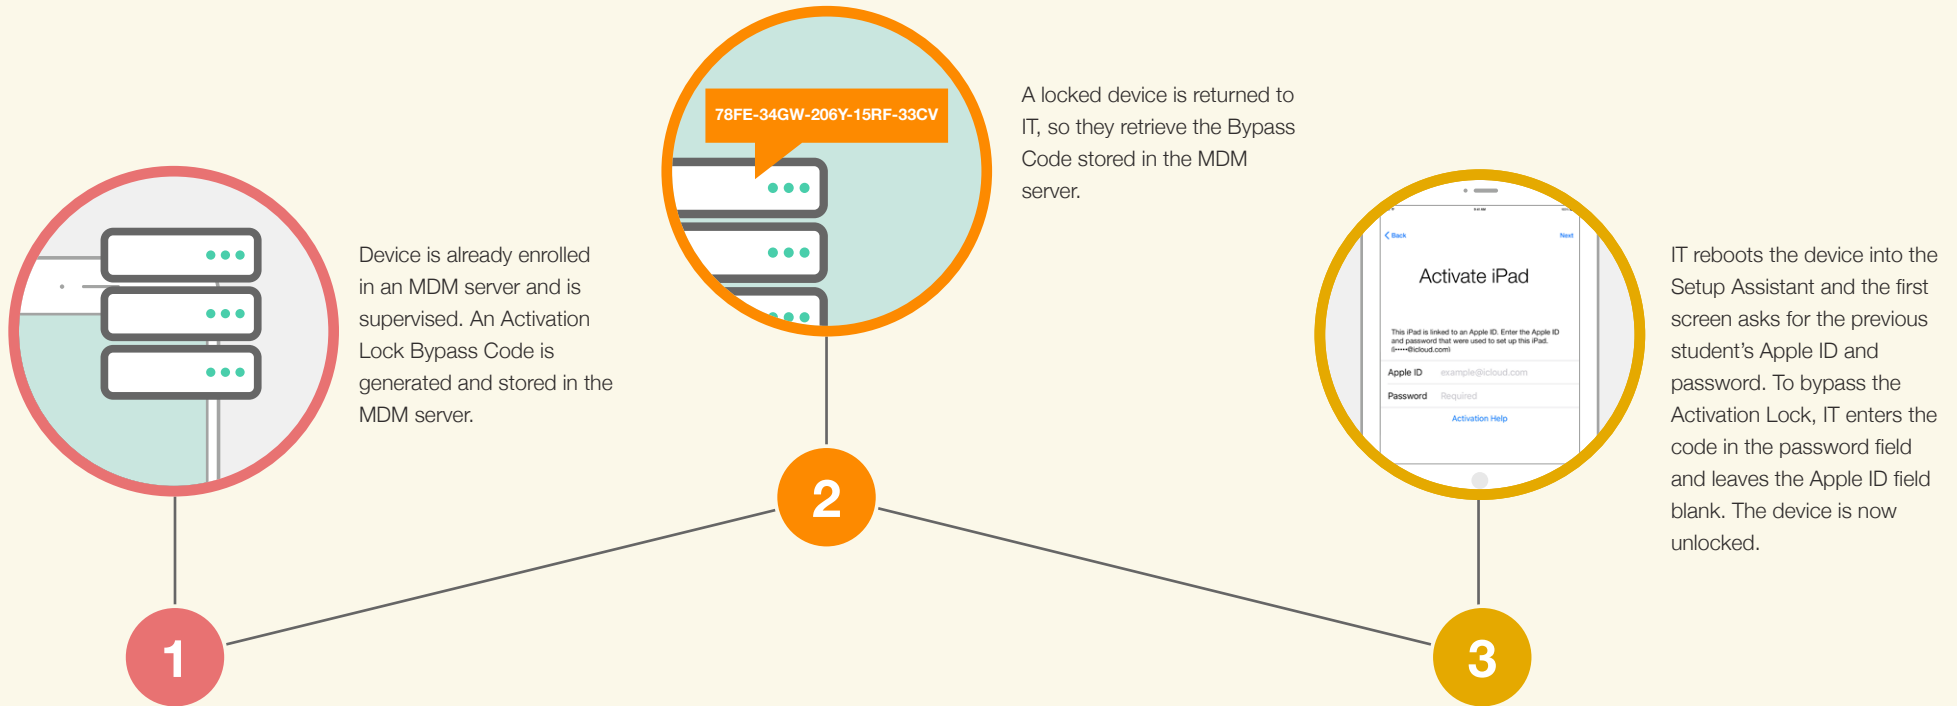 Device is already enrolled
in an MDM server and is
supervised. An Activation
Lock Bypass Code is
generated and stored in the
MDM server.
1
78FE-34GW-206Y-15RF-33CV
A locked device is returned to
IT, so they retrieve the Bypass
Code stored in the MDM
server.
2
Back
Next
Activate iPad
This iPad is linked to an Apple ID. Enter the Apple ID
and password that were used to set up this iPad.
(i•••••@icloud.com)
Apple ID example@icloud.com
Password Required
Activation Help
IT reboots the device into the
Setup Assistant and the first
screen asks for the previous
student’s Apple ID and
password. To bypass the
Activation Lock, IT enters the
code in the password field
and leaves the Apple ID field
blank. The device is now
unlocked.
3